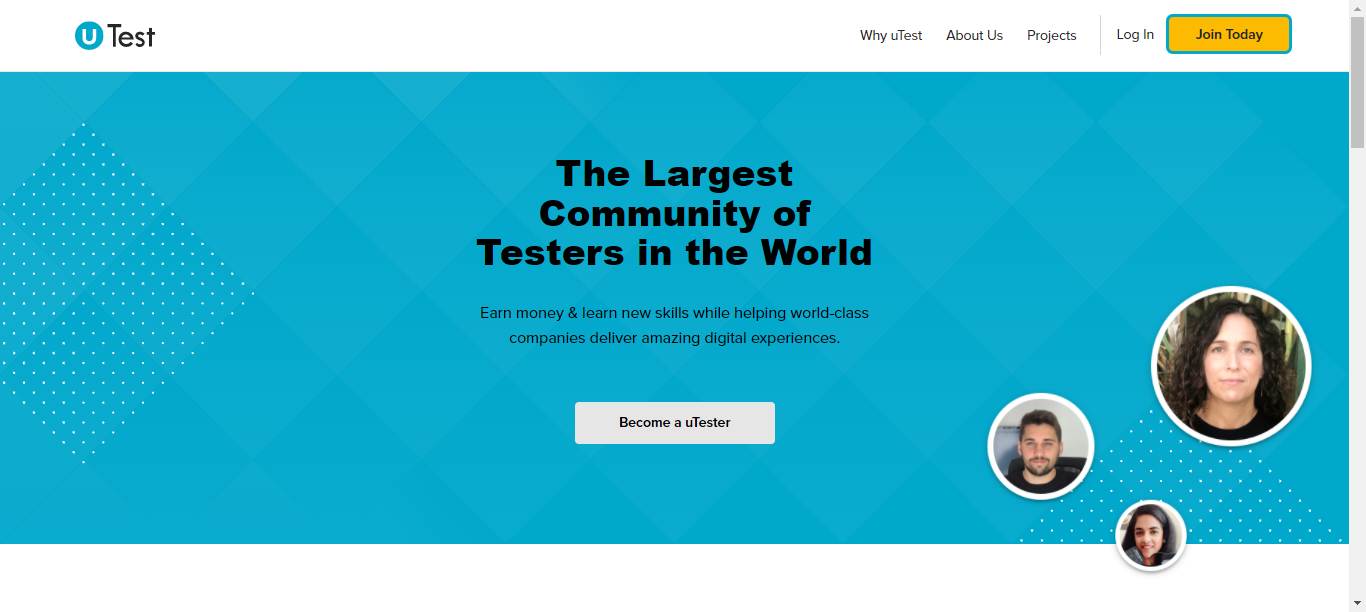 uTest
Why uTest
About Us
Projects
Log In
Join Today
The Largest
Community of
Testers in the World
Earn money & learn new skills while helping world-class
companies deliver amazing digital experiences.
Become a uTester